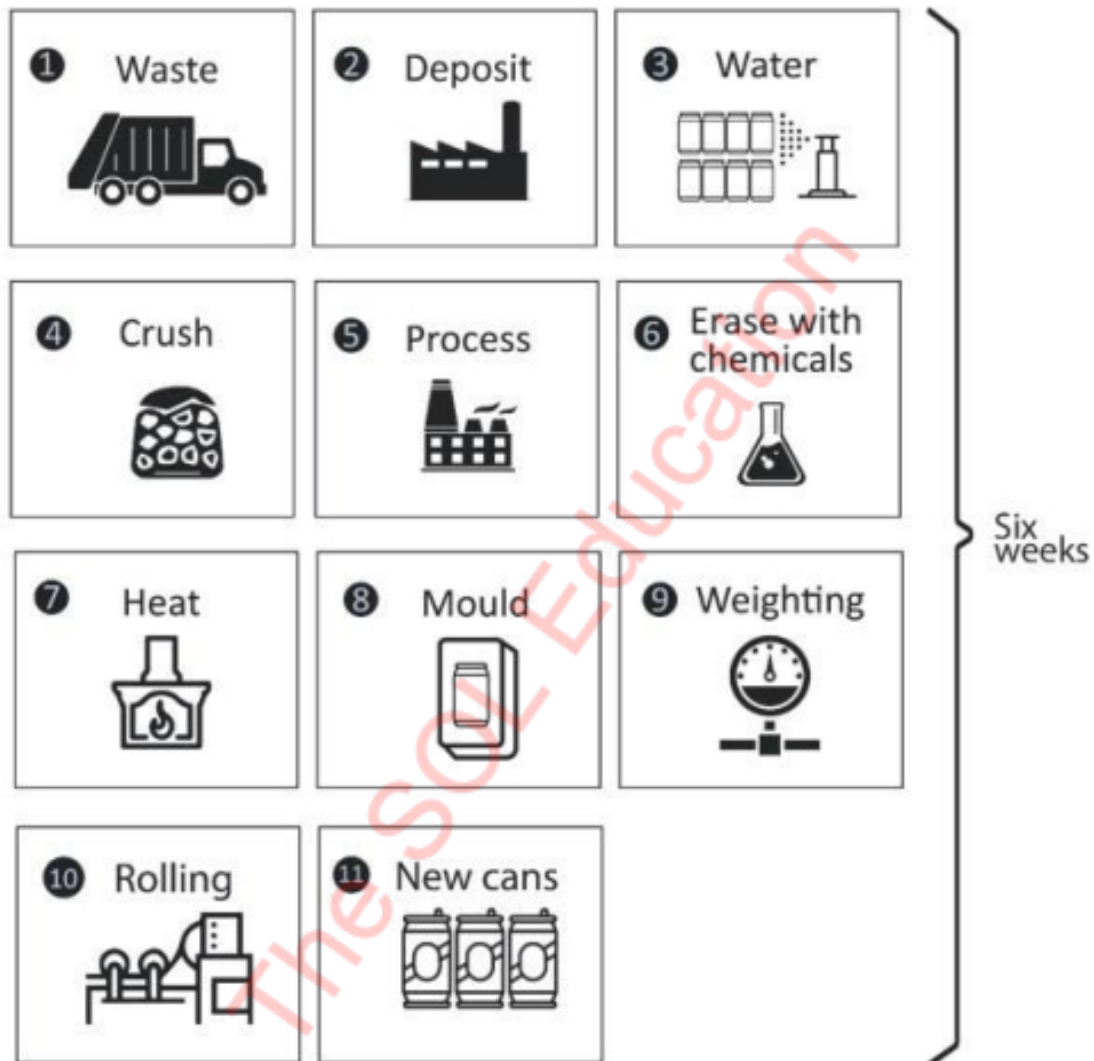 1 Waste
2 Deposit
3 Water
4 Crush
5 Process
6 Erase with
chemicals
7 Heat
8 Mould
9 Weighting
10 Rolling
11 New cans
Six
weeks
The SOL Education